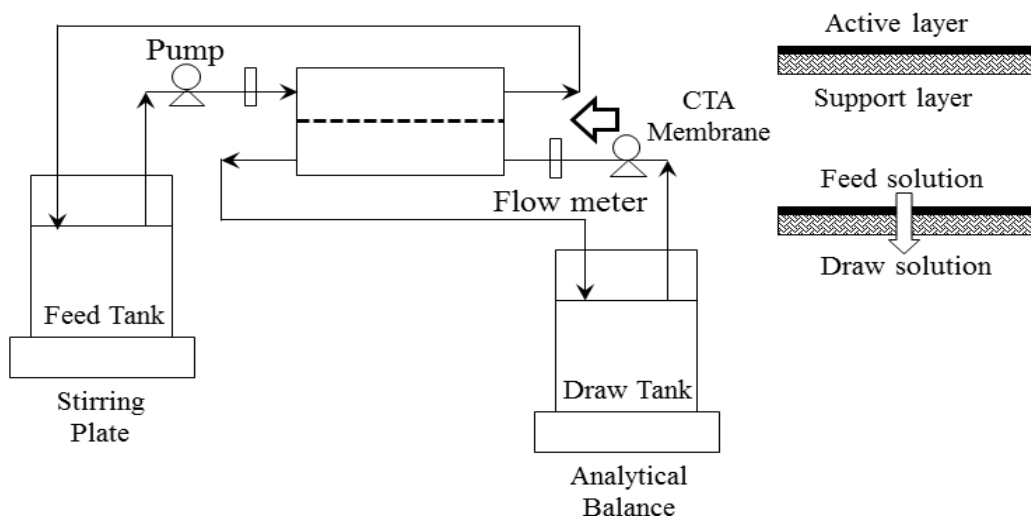 Pump
CTA
Membrane
Flow meter
Feed Tank
Stirring
Plate
Draw Tank
Analytical
Balance
Active layer
Support layer
Feed solution
Draw solution